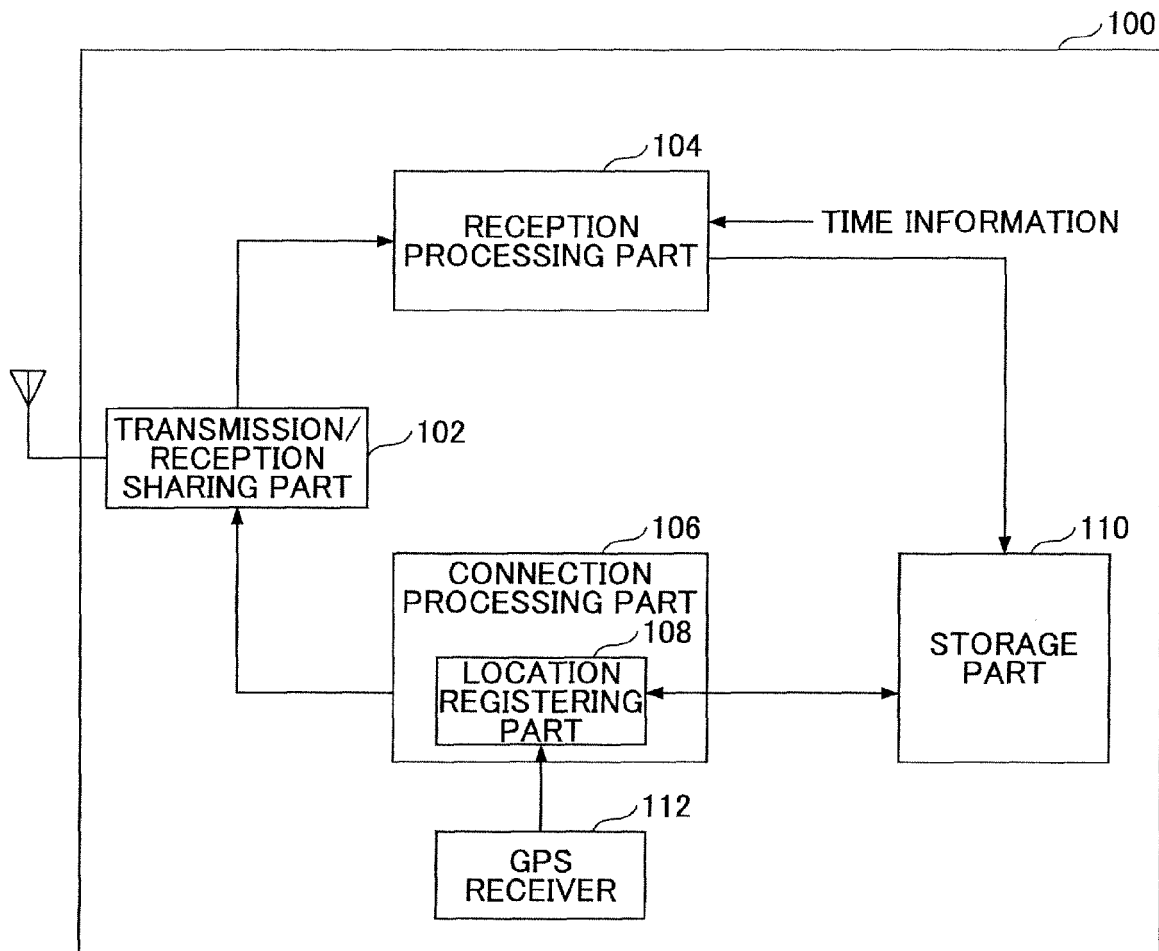 100
104
RECEPTION
PROCESSING PART
TIME INFORMATION
TRANSMISSION/
RECEPTION
SHARING PART
102
106
CONNECTION
PROCESSING PART
108
LOCATION
REGISTERING
PART
110
STORAGE
PART
112
GPS
RECEIVER